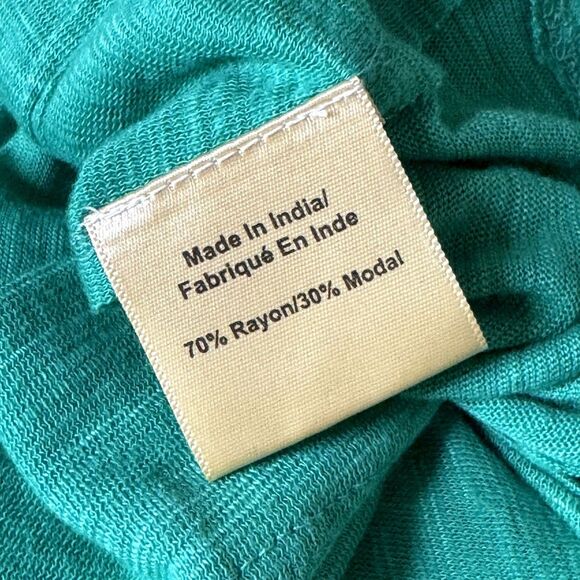 Made In India/
Fabriqué En Inde
70% Rayon/30% Modal